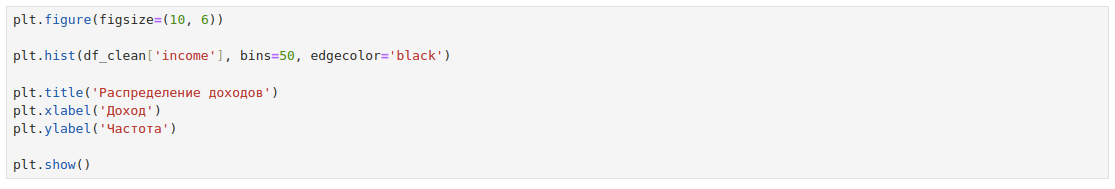 plt.figure(figsize=(10, 6))
plt.hist(df_clean['income'], bins=50, edgecolor='black')
plt.title('Распределение доходов')
plt.xlabel('Доход')
plt.ylabel('Частота')
plt.show()